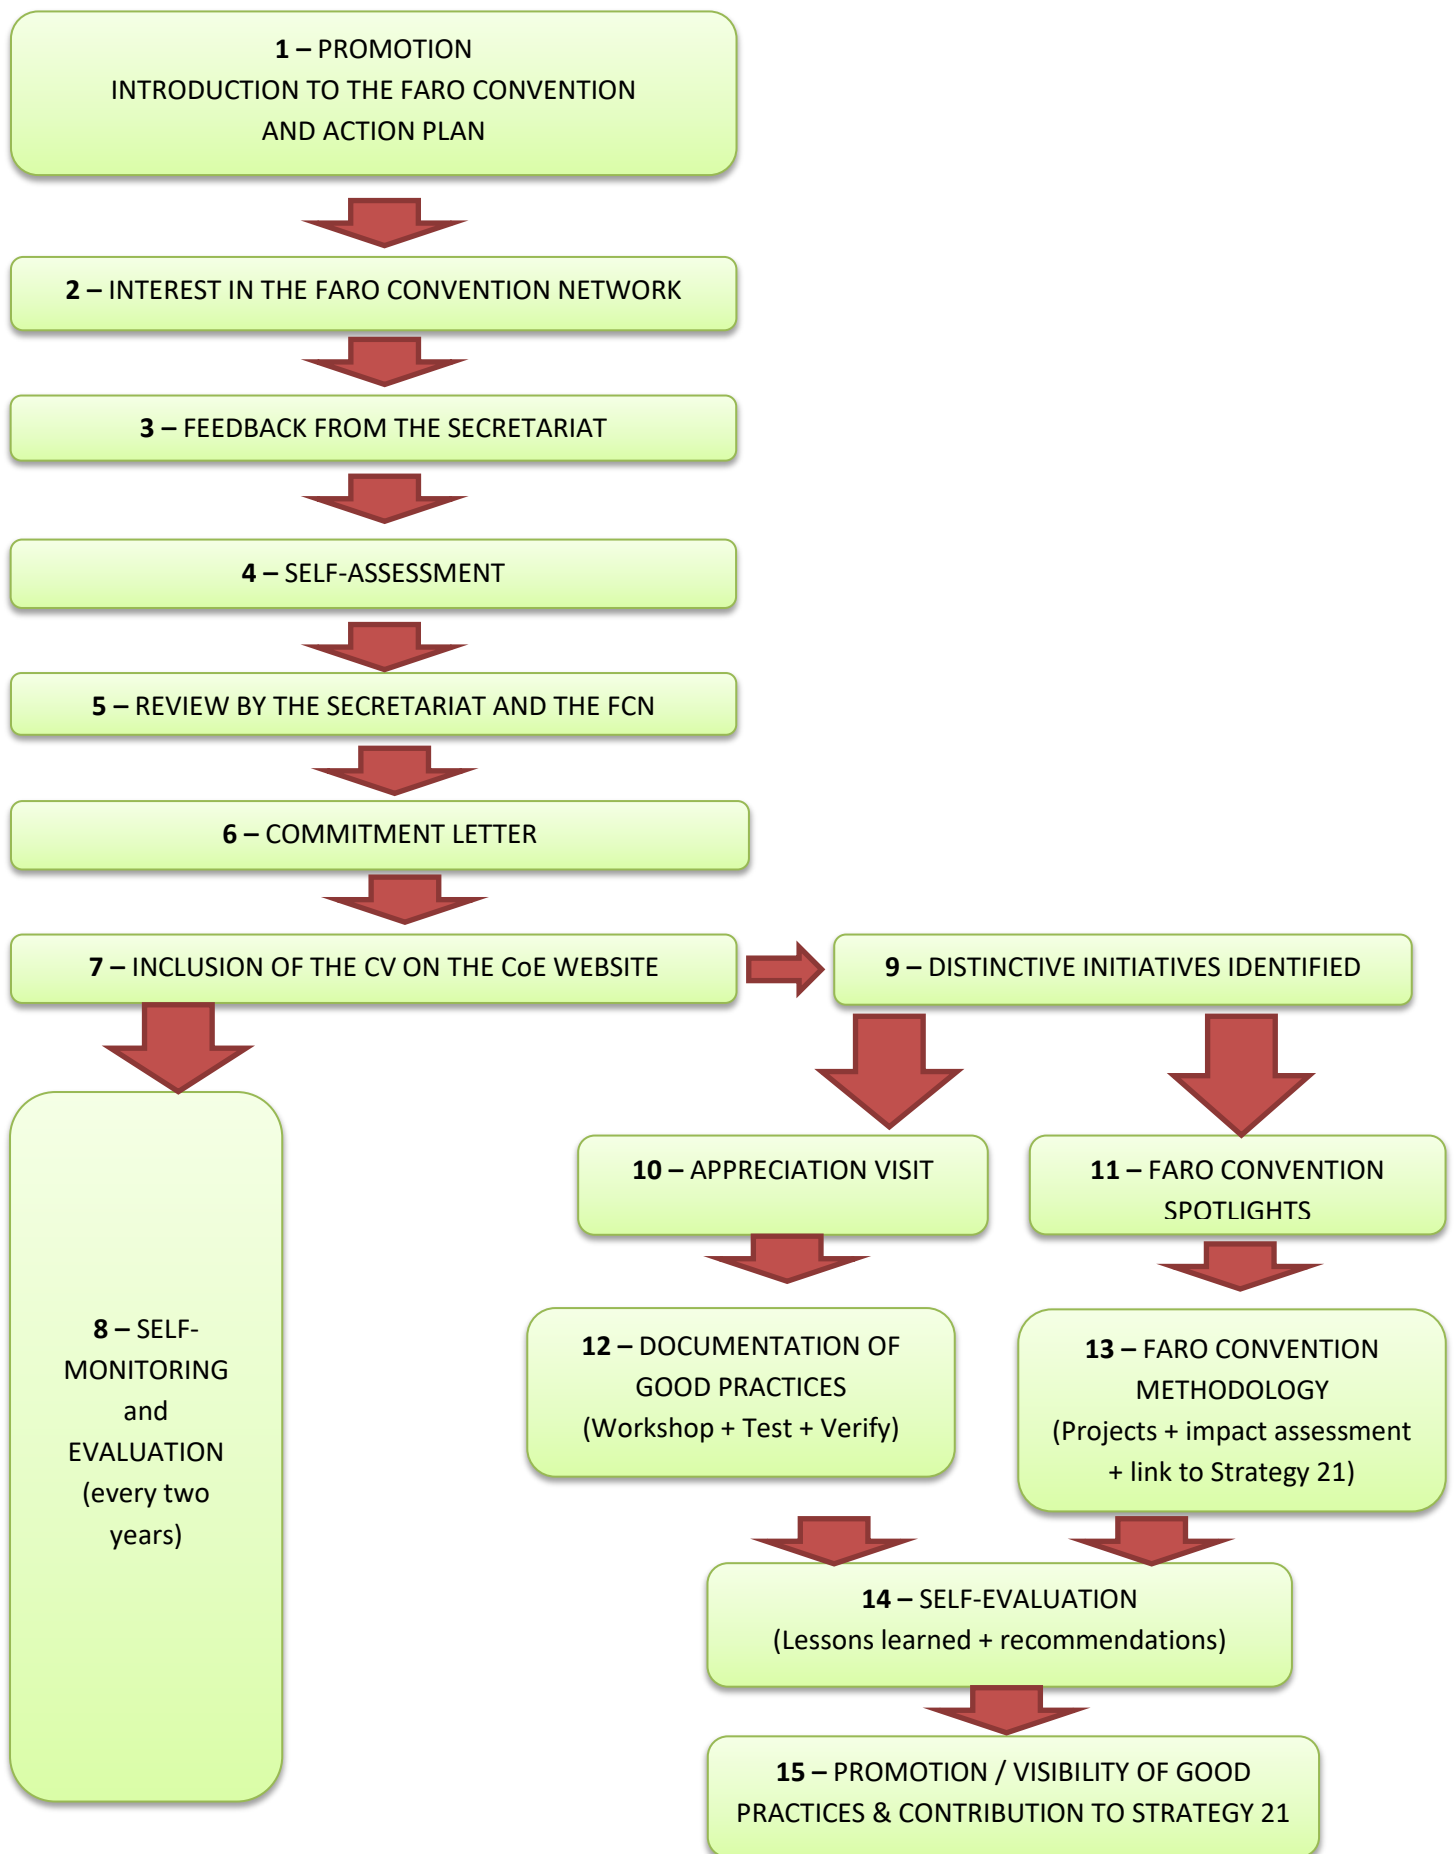 1 – PROMOTION
INTRODUCTION TO THE FARO CONVENTION
AND ACTION PLAN
2 – INTEREST IN THE FARO CONVENTION NETWORK
3 – FEEDBACK FROM THE SECRETARIAT
4 – SELF-ASSESSMENT
5 – REVIEW BY THE SECRETARIAT AND THE FCN
6 – COMMITMENT LETTER
7 – INCLUSION OF THE CV ON THE CoE WEBSITE
8 – SELF-
MONITORING
and
EVALUATION
(every two
years)
9 – DISTINCTIVE INITIATIVES IDENTIFIED
10 – APPRECIATION VISIT
11 – FARO CONVENTION
SPOTLIGHTS
12 – DOCUMENTATION OF
GOOD PRACTICES
(Workshop + Test + Verify)
13 – FARO CONVENTION
METHODOLOGY
(Projects + impact assessment
+ link to Strategy 21)
14 – SELF-EVALUATION
(Lessons learned + recommendations)
15 – PROMOTION / VISIBILITY OF GOOD
PRACTICES & CONTRIBUTION TO STRATEGY 21